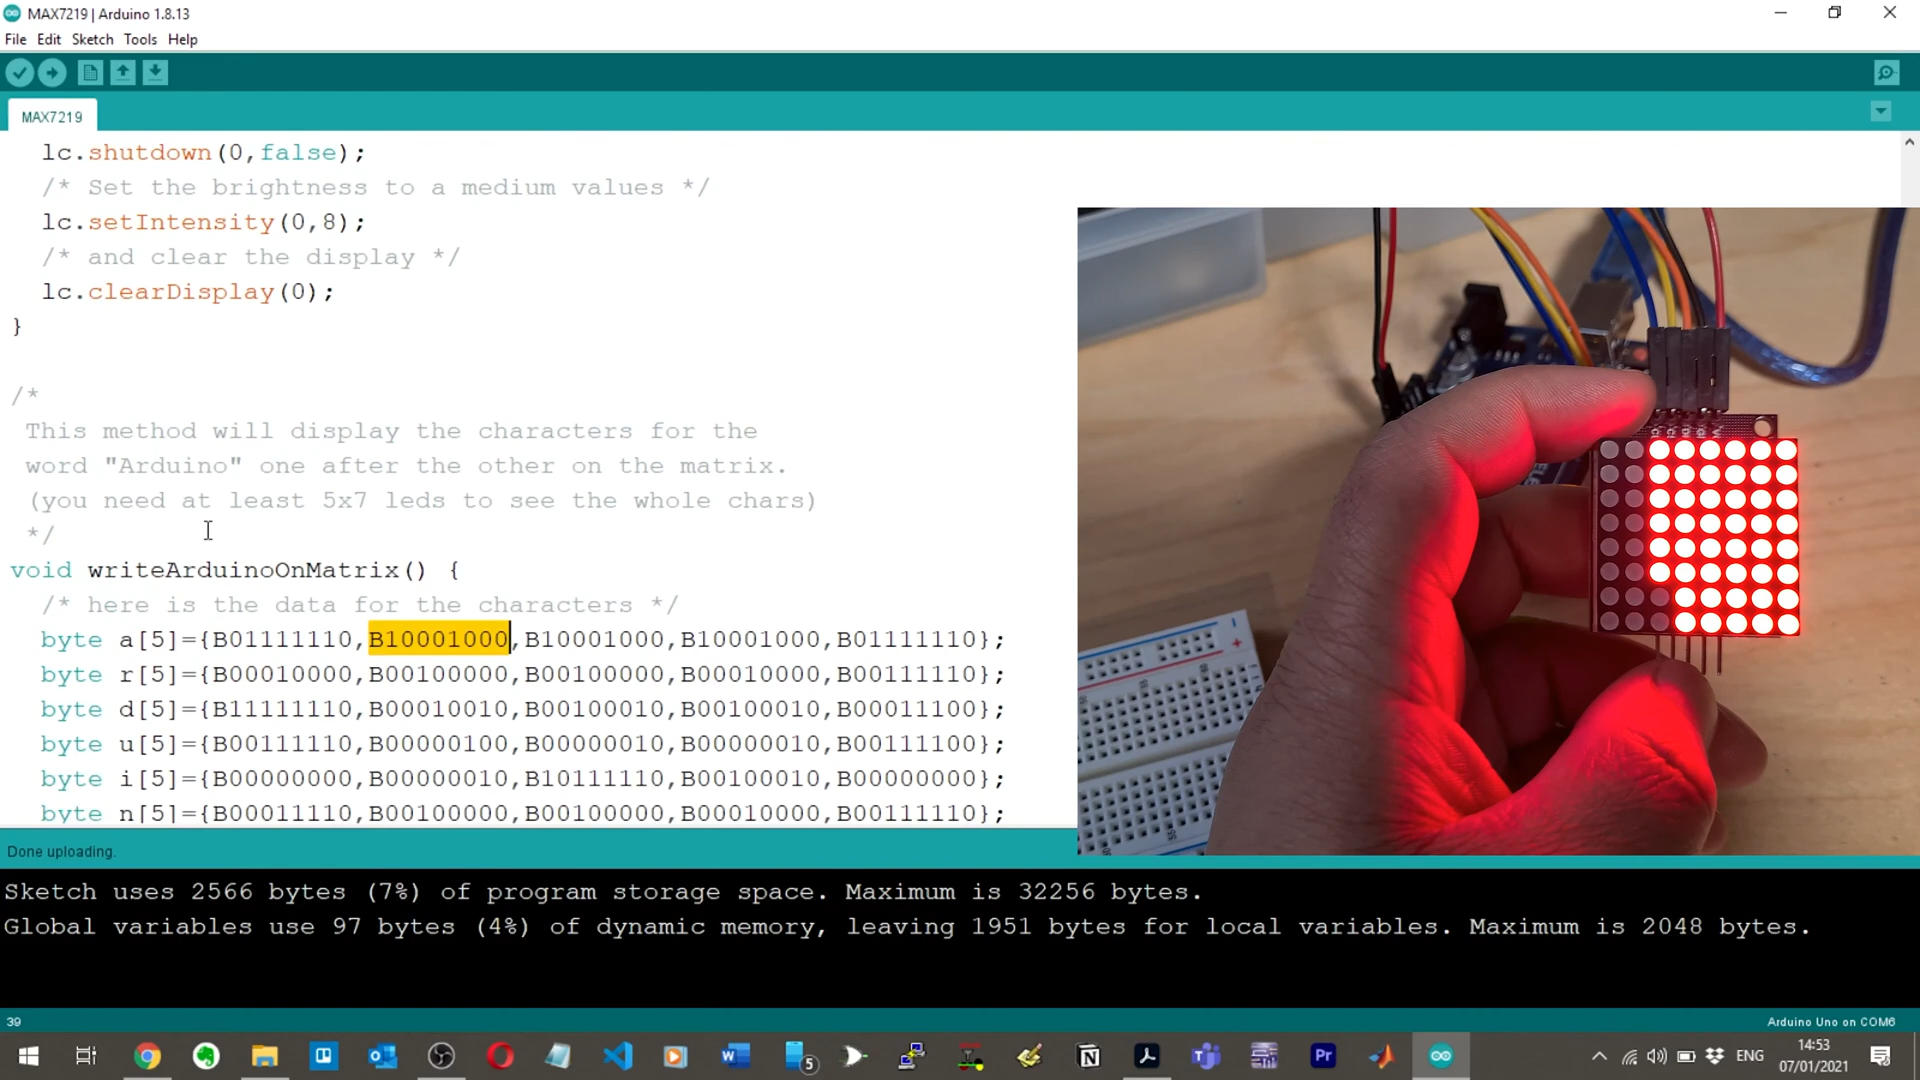 MAX7219 | Arduino 1.8.13
File Edit Sketch Tools Help
MAX7219
lc.shutdown(0,false);
/* Set the brightness to a medium values */
lc.setIntensity(0,8);
/* and clear the display */
lc.clearDisplay(0);
}
/*
This method will display the characters for the
word "Arduino" one after the other on the matrix.
(you need at least 5x7 leds to see the whole chars)
*/
void writeArduinoOnMatrix() {
/* here is the data for the characters */
byte a[5]={B01111110,B10001000,B10001000,B10001000,B01111110};
byte r[5]={B00010000,B00100000,B00100000,B00010000,B00111110};
byte d[5]={B11111110,B00010010,B00100010,B00100010,B00011100};
byte u[5]={B00111110,B00000100,B00000010,B00000010,B00111100};
byte i[5]={B00000000,B00000010,B10111110,B00100010,B00000000};
byte n[5]={B00011110,B00100000,B00100000,B00010000,B00111110};
Done uploading.
Sketch uses 2566 bytes (7%) of program storage space. Maximum is 32256 bytes.
Global variables use 97 bytes (4%) of dynamic memory, leaving 1951 bytes for local variables. Maximum is 2048 bytes.
39
Arduino Uno on COM6
5
Pr
ENG
14:53
07/01/2021